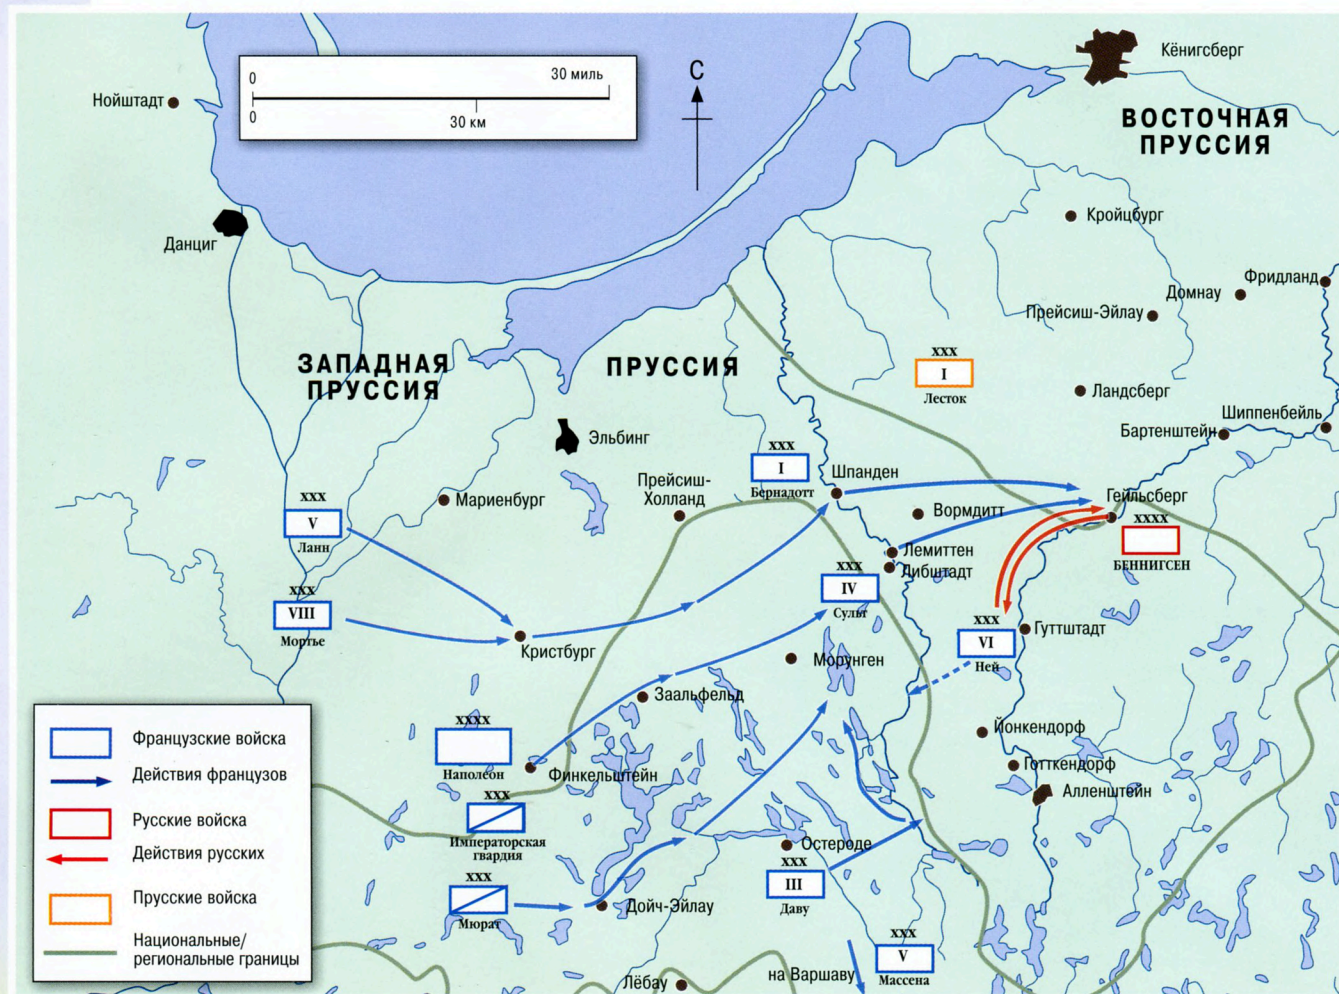 Кёнигсберг
0
30 миль
0
30 км
С
Нойштадт
ВОСТОЧНАЯ
ПРУССИЯ
Данциг
Кройцбург
Фридланд
Домнау
Прейсиш-Эйлау
ЗАПАДНАЯ
ПРУССИЯ
ПРУССИЯ
XXX
I
Лесток
Ландсберг
Шиппенбейль
Бартенштейн
Эльбинг
XXX
I
Бернадотт
Шпанден
Прейсиш-
Холланд
Мариенбург
XXX
V
Ланн
Вормдитт
Гейльсберг
XXXX
БЕННИГСЕН
Лемиттен
Либштадт
XXX
IV
Сульт
XXX
VIII
Мортье
Кристбург
XXX
VI
Ней
Гуттштадт
Морунген
Заальфельд
XXXX
Наполеон
Финкельштейн
Йонкендорф
Готткендорф
Алленштейн
XXX
Императорская
гвардия
Остероде
XXX
III
Даву
XXX
Мюрат
Дойч-Эйлау
XXX
V
Массена
на Варшаву
Лёбау
Французские войска
Действия французов
Русские войска
Действия русских
Прусские войска
Национальные/
региональные границы